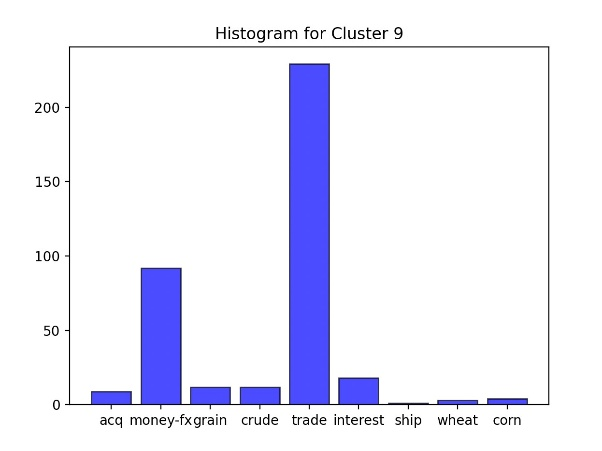 Histogram for Cluster 9
200
150
100
50
0
acq money-fx grain crude trade interest ship wheat corn